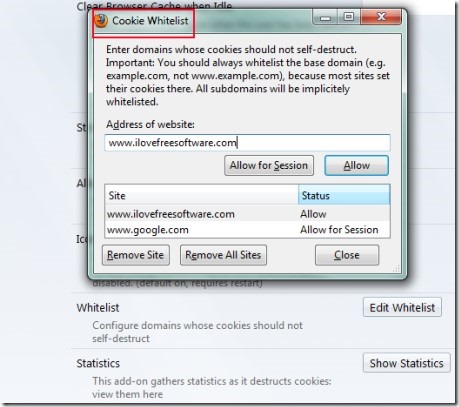 Clear Browser Cache when Idle
Cookie Whitelist
Enter domains whose cookies should not self-destruct.
Important: You should always whitelist the base domain (e.g.
example.com, not www.example.com), because most sites set
their cookies there. All subdomains will be implicitly
whitelisted.
Address of website:
www.ilovefreesoftware.com
Allow for Session
Allow
Site Status
www.ilovefreesoftware.com Allow
www.google.com Allow for Session
Remove Site
Remove All Sites
Close
disabled. (default on, requires restart)
Whitelist
Edit Whitelist
Configure domains whose cookies should not
self-destruct
Statistics
Show Statistics
This add-on gathers statistics as it destructs cookies:
view them here